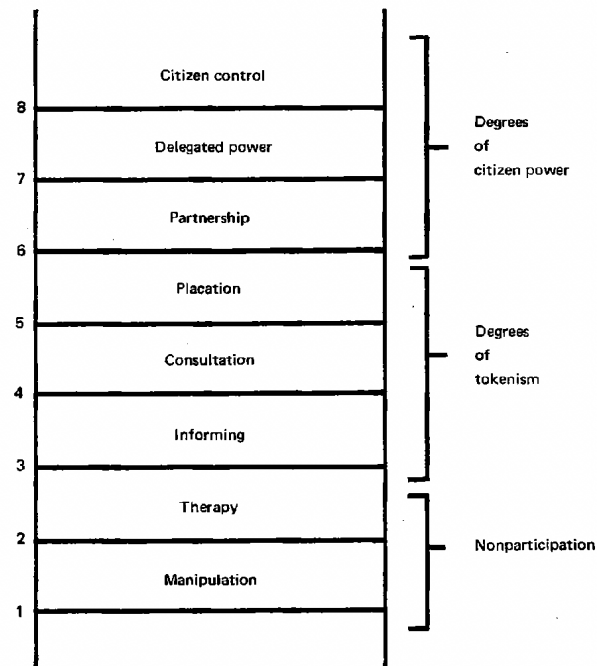 Citizen control
8
Delegated power
7
Partnership
6
Placation
5
Consultation
4
Informing
3
Therapy
2
Manipulation
1
Degrees
of
citizen power
Degrees
of
tokenism
Nonparticipation